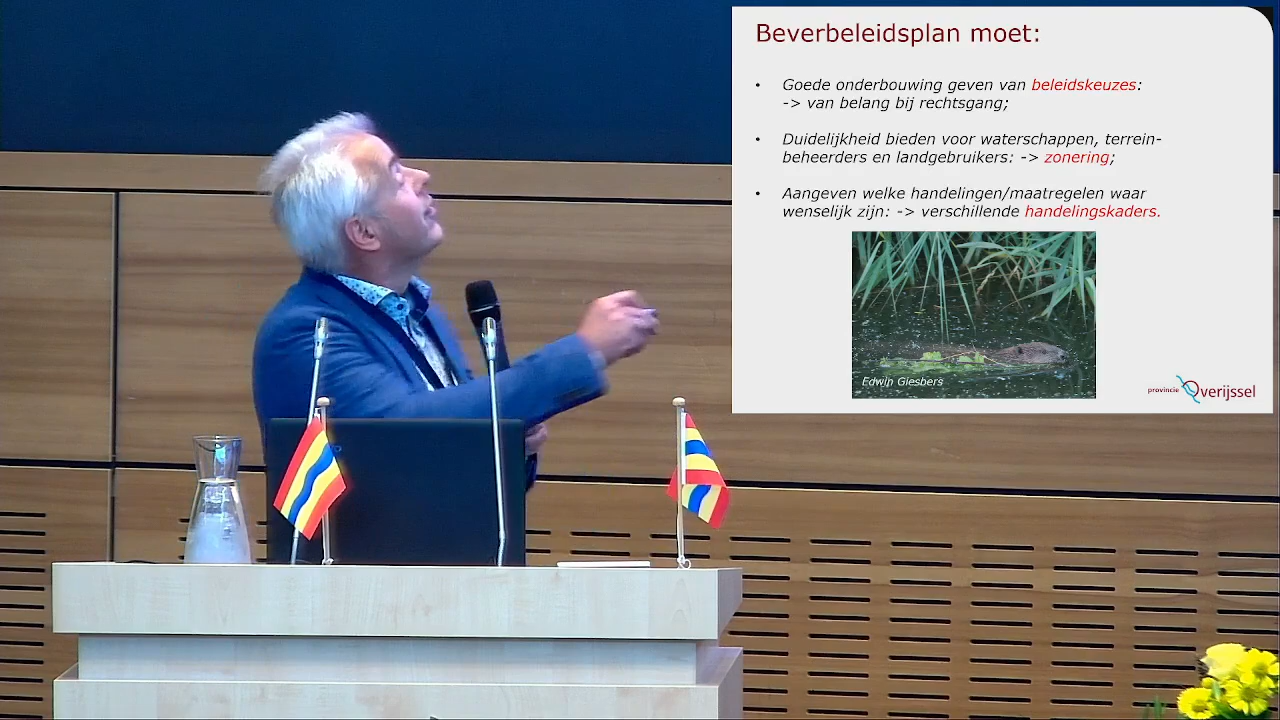 Beverbeleidsplan moet:
• Goede onderbouwing geven van beleidskeuzes:
-> van belang bij rechtsgang;
• Duidelijkheid bieden voor waterschappen, terrein-
beheerders en landgebruikers: -> zonering;
• Aangeven welke handelingen/maatregelen waar
wenselijk zijn: -> verschillende handelingskaders.
Edwin Giesbers
provincie Overijssel